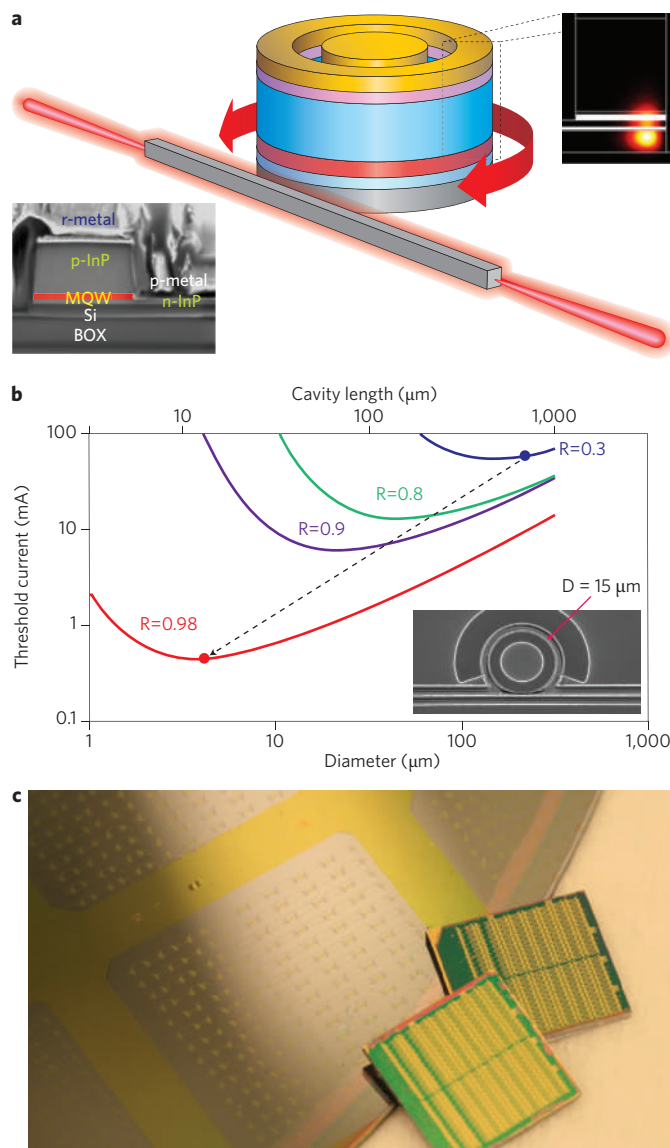 a
r-metal
p-InP
p-metal
MQW
n-InP
Si
BOX
b
Cavity length (μm)
10
100
1,000
100
10
1
0.1
Threshold current (mA)
R=0.3
R=0.8
R=0.9
R=0.98
D = 15 μm
1
10
100
1,000
Diameter (μm)
c